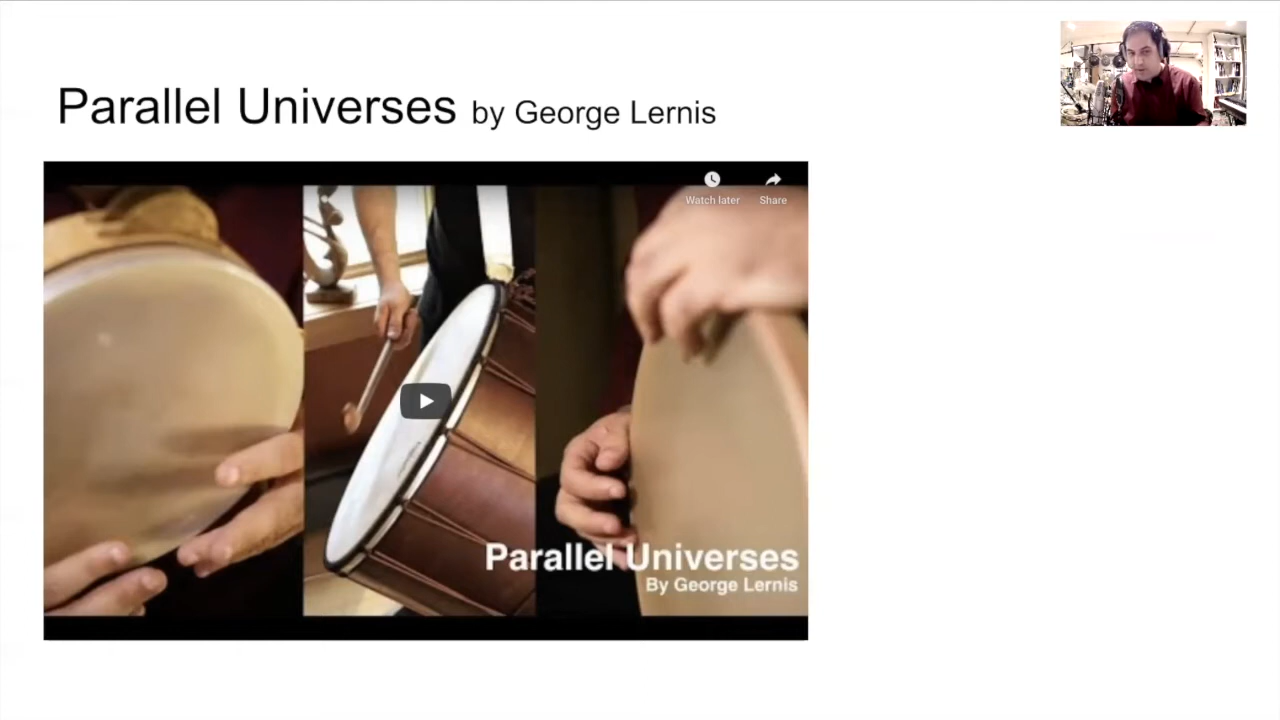 Parallel Universes by George Lernis
Watch later
Share
Parallel Universes
By George Lernis